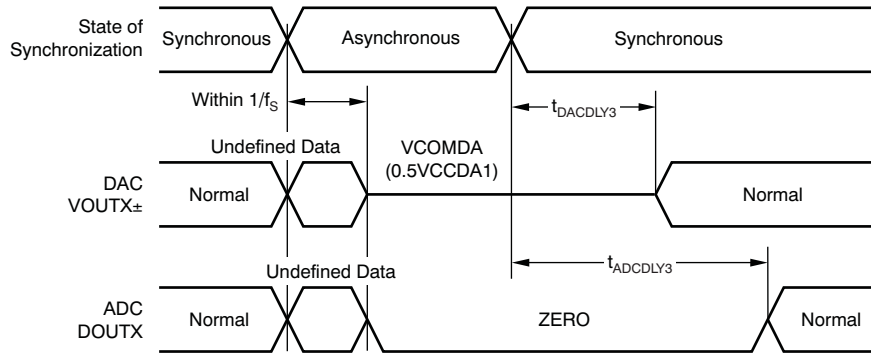 State of
Synchronization
Synchronous
Asynchronous
Synchronous
Within 1/fS
tDACDLY3
Undefined Data
VCOMDA
(0.5VCCDA1)
DAC
VOUTX±
Normal
Normal
Undefined Data
tADCDLY3
ADC
DOUTX
Normal
ZERO
Normal